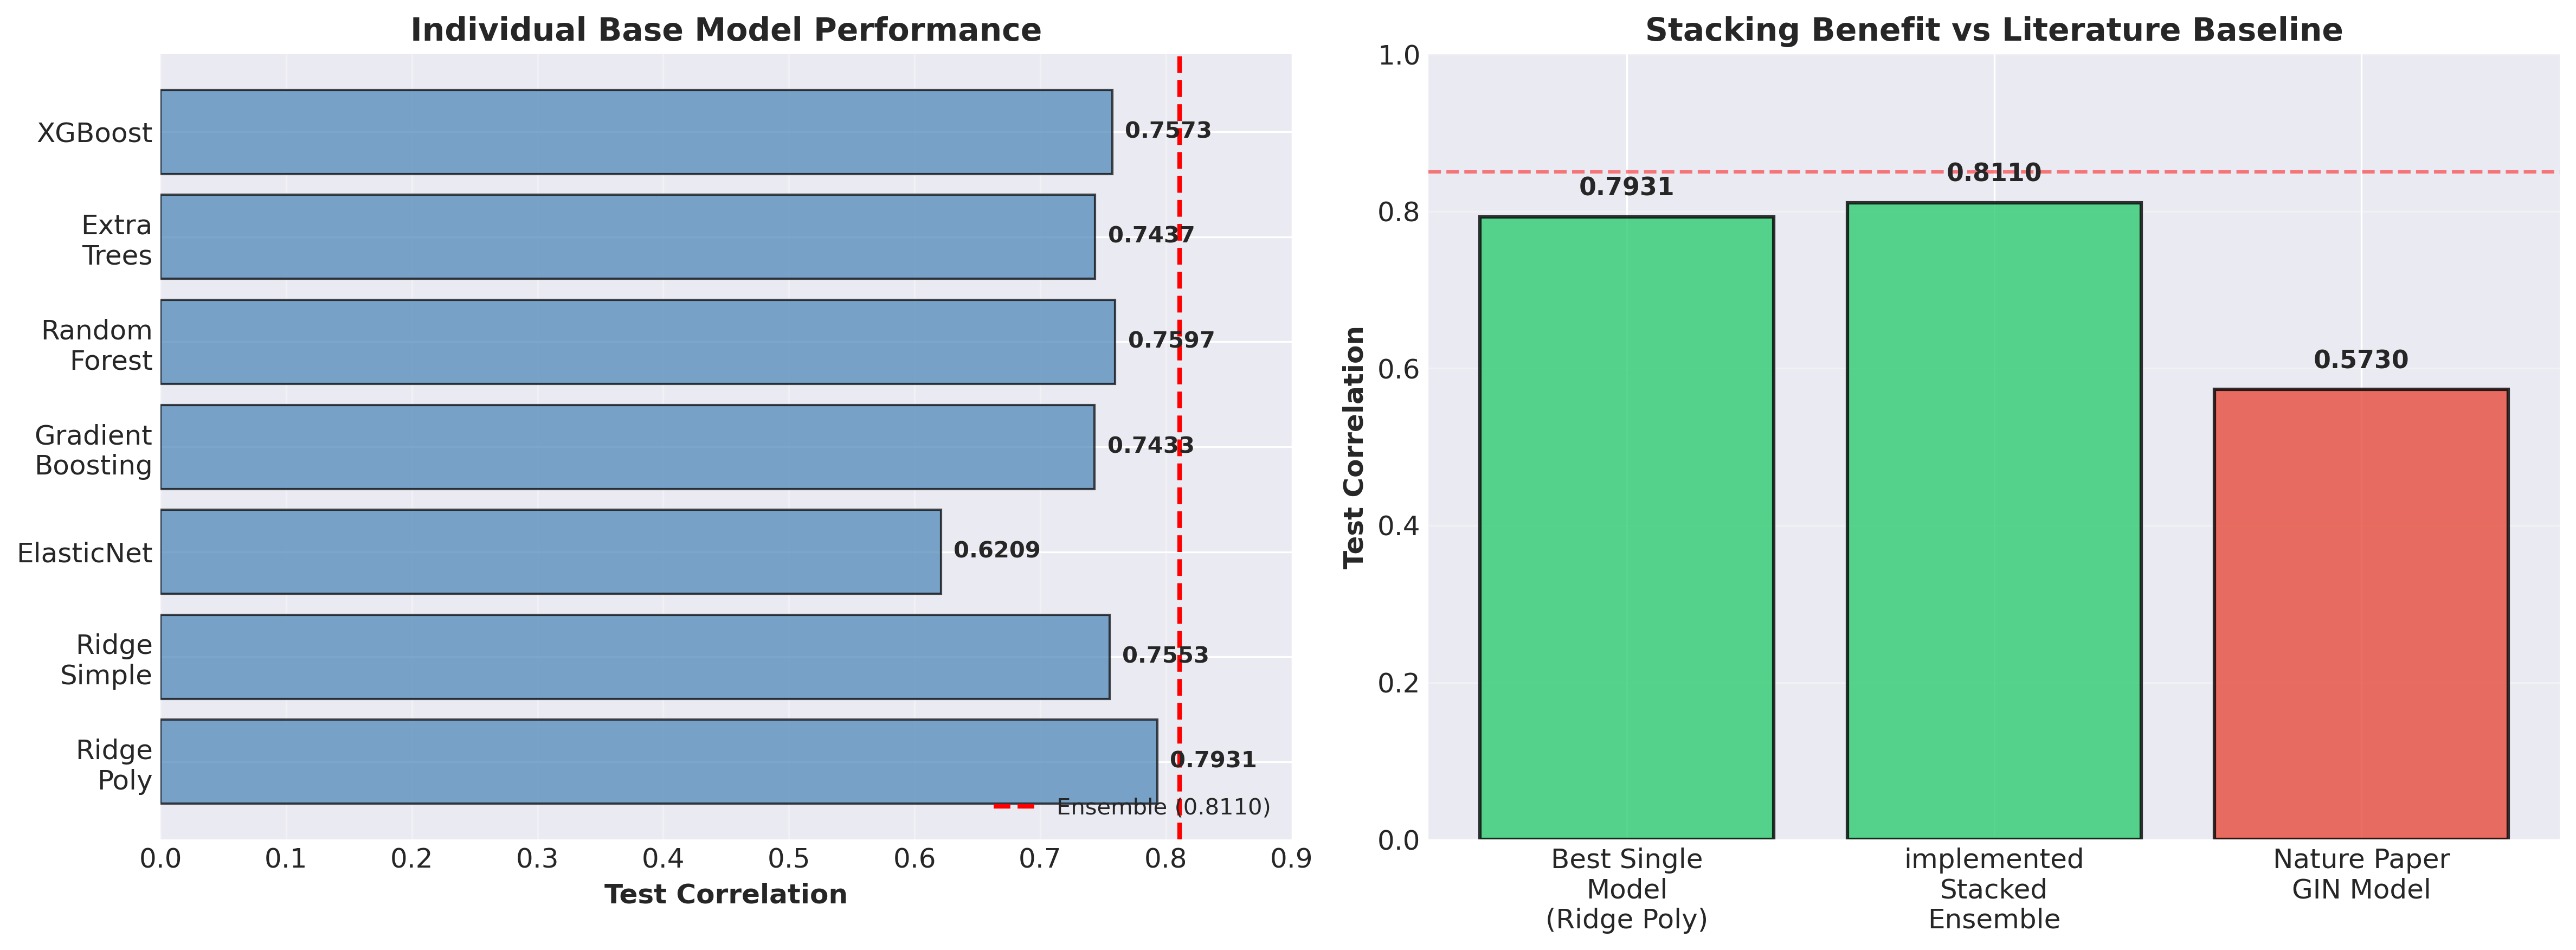 Individual Base Model Performance
XGBoost
0.7573
Extra
Trees
0.7437
Random
Forest
0.7597
Gradient
Boosting
0.7433
ElasticNet
0.6209
Ridge
Simple
0.7553
Ridge
Poly
0.7931
Ensemble (0.8110)
0.0 0.1 0.2 0.3 0.4 0.5 0.6 0.7 0.8 0.9
Test Correlation
Stacking Benefit vs Literature Baseline
Test Correlation
1.0
0.8
0.6
0.4
0.2
0.0
0.7931
0.8110
0.5730
Best Single
Model
(Ridge Poly)
implemented
Stacked
Ensemble
Nature Paper
GIN Model